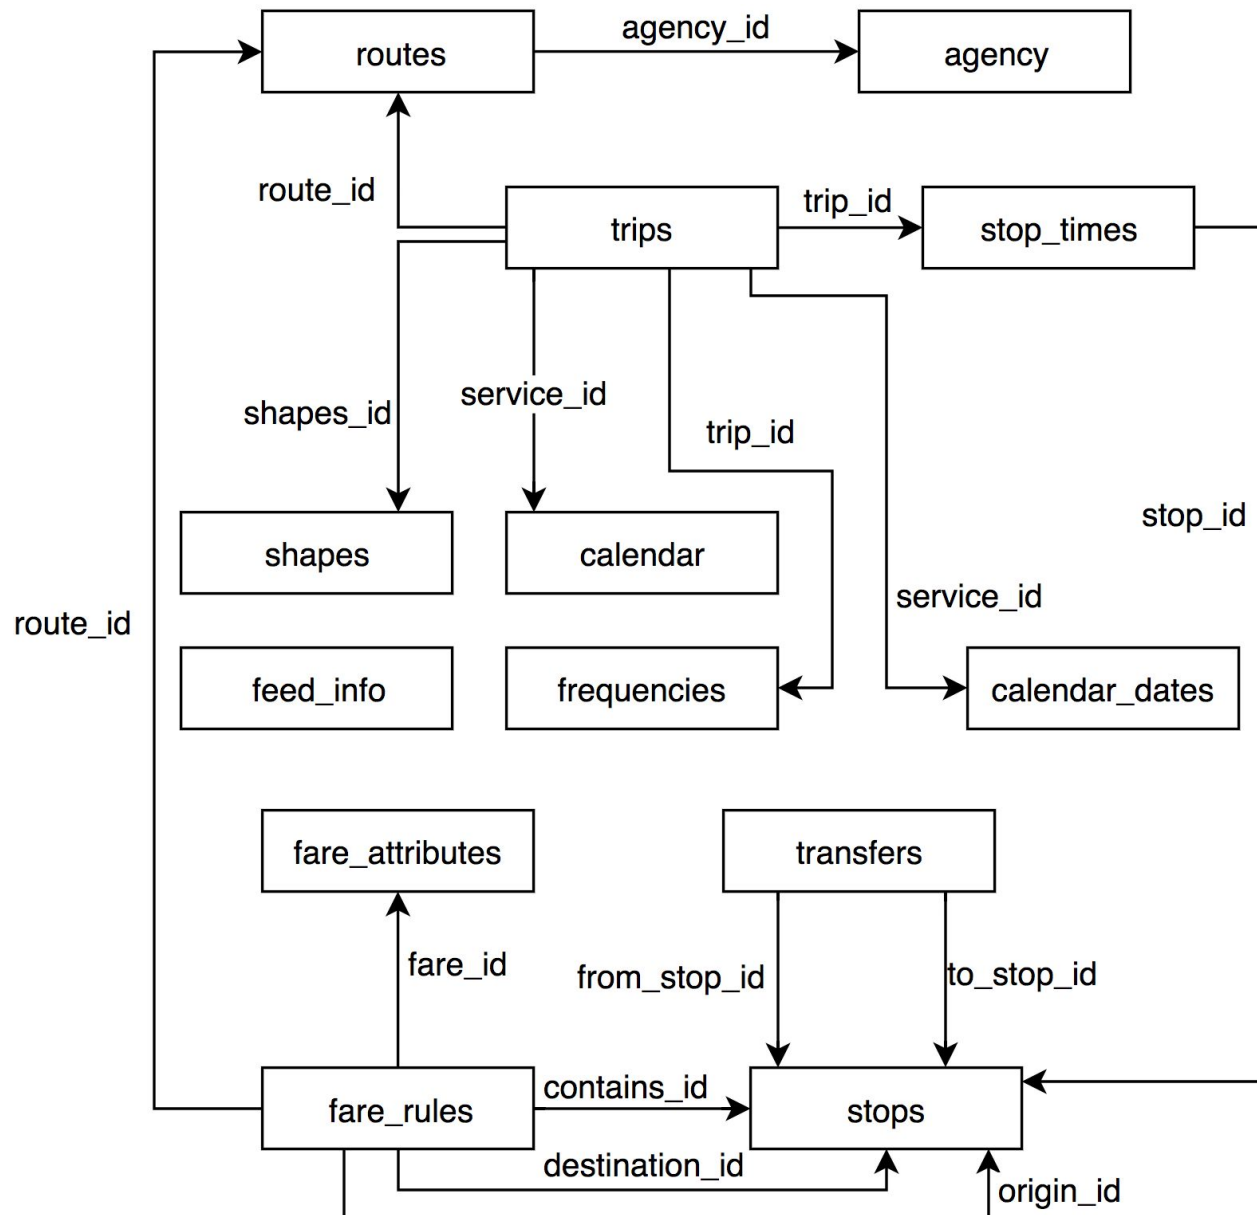 routes
agency_id
agency
route_id
trips
trip_id
stop_times
shapes_id
service_id
trip_id
stop_id
shapes
calendar
service_id
route_id
feed_info
frequencies
calendar_dates
fare_attributes
transfers
fare_id
from_stop_id
to_stop_id
fare_rules
contains_id
stops
destination_id
origin_id